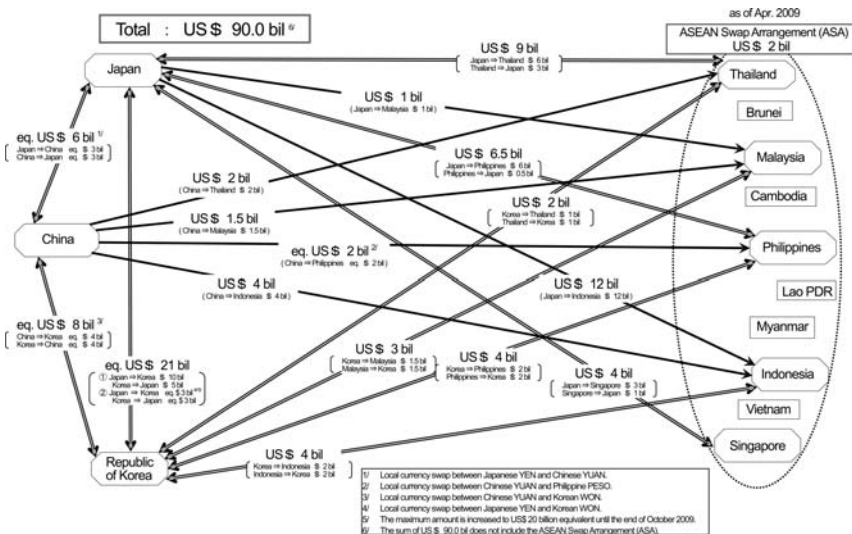 as of Apr. 2009
Total : US $ 90.0 bil 6/
ASEAN Swap Arrangement (ASA)
US $ 2 bil
US $ 9 bil
Japan ⇒ Thailand $ 6 bil
Thailand ⇒ Japan $ 3 bil
Japan
Thailand
US $ 1 bil
(Japan ⇒ Malaysia $ 1 bil)
Brunei
eq. US $ 6 bil 1/
Japan ⇒ China eq. $ 3 bil
China ⇒ Japan eq. $ 3 bil
US $ 6.5 bil
Japan ⇒ Philippines $ 6 bil
Philippines ⇒ Japan $ 0.5 bil
Malaysia
US $ 2 bil
(China ⇒ Thailand $ 2 bil)
US $ 2 bil
Korea ⇒ Thailand $ 1 bil
Thailand ⇒ Korea $ 1 bil
Cambodia
US $ 1.5 bil
(China ⇒ Malaysia $ 1.5 bil)
China
eq. US $ 2 bil 2/
(China ⇒ Philippines eq. $ 2 bil)
Philippines
US $ 4 bil
(China ⇒ Indonesia $ 4 bil)
US $ 12 bil
(Japan ⇒ Indonesia $ 12 bil)
Lao PDR
eq. US $ 8 bil 3/
China ⇒ Korea eq. $ 4 bil
Korea ⇒ China eq. $ 4 bil
Myanmar
US $ 3 bil
Korea ⇒ Malaysia $ 1.5 bil
Malaysia ⇒ Korea $ 1.5 bil
US $ 4 bil
Korea ⇒ Philippines $ 2 bil
Philippines ⇒ Korea $ 2 bil
eq. US $ 21 bil
① Japan ⇒ Korea $ 10 bil
Korea ⇒ Japan $ 5 bil
② Japan ⇒ Korea eq. $ 3 bil
Korea ⇒ Japan eq. $ 3 bil
US $ 4 bil
Japan ⇒ Singapore $ 3 bil
Singapore ⇒ Japan $ 1 bil
Indonesia
Vietnam
Singapore
Republic
of Korea
US $ 4 bil
Korea ⇒ Indonesia $ 2 bil
Indonesia ⇒ Korea $ 2 bil
1/ Local currency swap between Japanese YEN and Chinese YUAN.
2/ Local currency swap between Chinese YUAN and Philippine PESO.
3/ Local currency swap between Chinese YUAN and Korean WON.
4/ Local currency swap between Japanese YEN and Korean WON.
5/ The maximum amount is increased to US$ 20 billion equivalent until the end of October 2009.
6/ The sum of US $ 90.0 bil does not include the ASEAN Swap Arrangement (ASA).